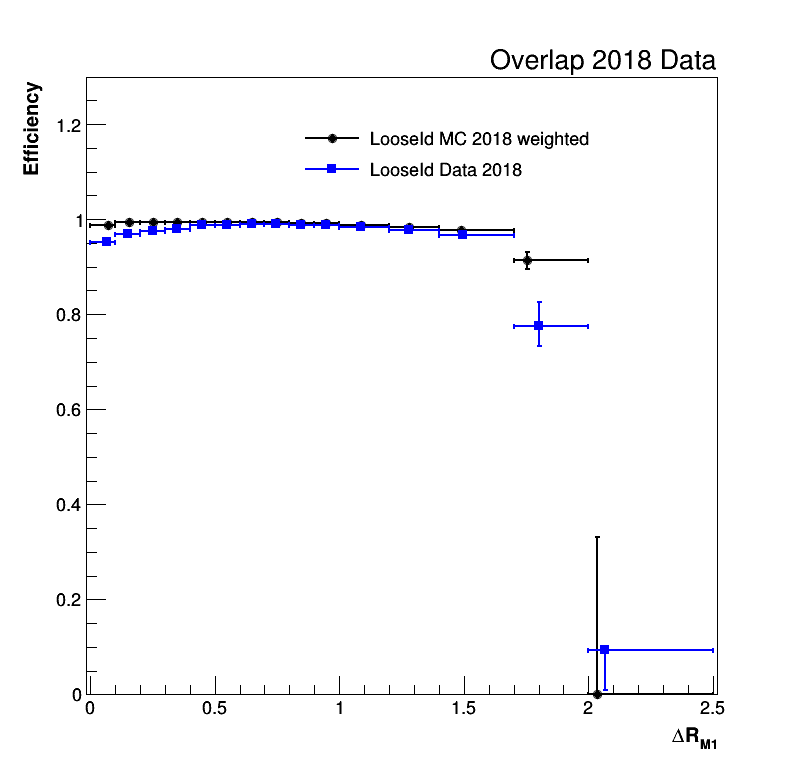 Overlap 2018 Data
Efficiency
LooseId MC 2018 weighted
LooseId Data 2018
1.2
1
0.8
0.6
0.4
0.2
0
0 0.5 1 1.5 2 2.5
ΔR_M1